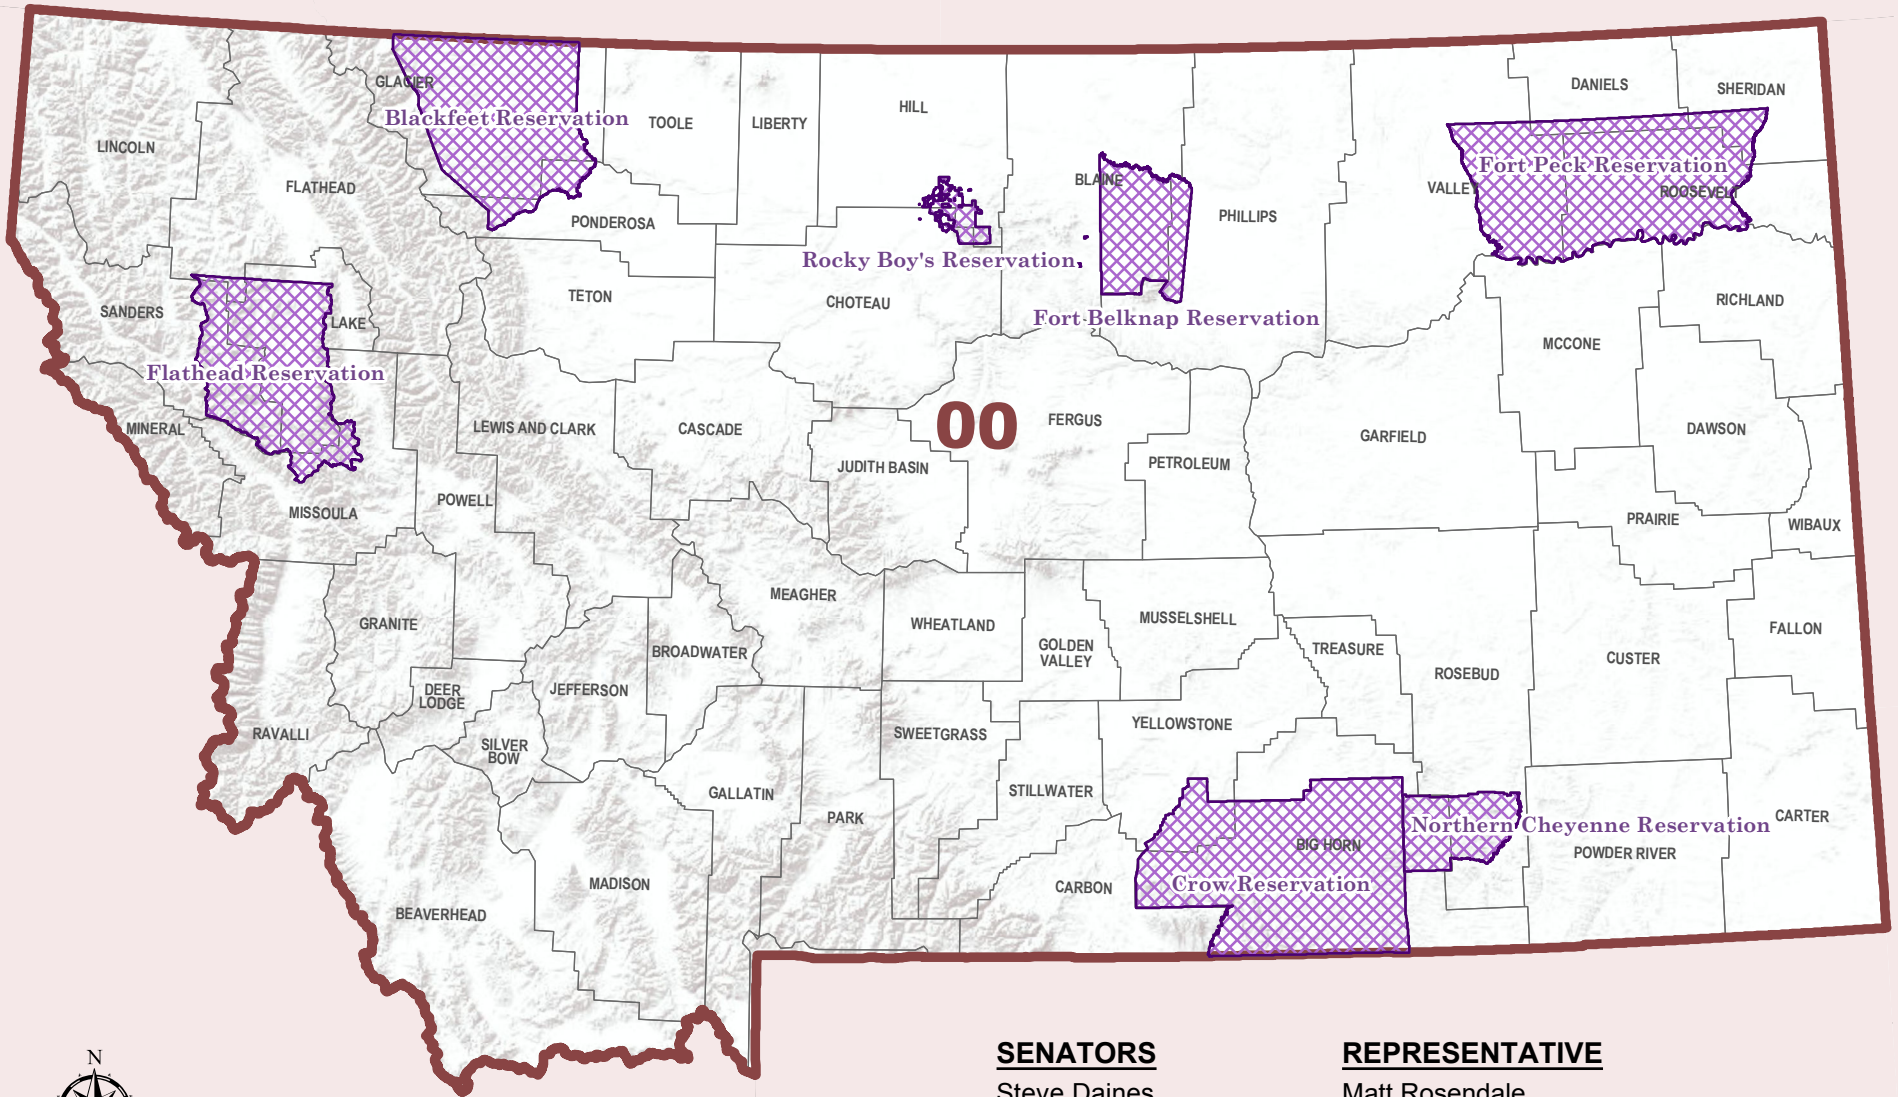 DANIELS
SHERIDAN
GLACIER
Blackfeet Reservation
TOOLE
LIBERTY
HILL
LINCOLN
FLATHEAD
BLAINE
Fort Peck Reservation
VALLEY
ROOSEVEL
PHILLIPS
PONDEROSA
Rocky Boy's Reservation
TETON
CHOTEAU
Fort Belknap Reservation
RICHLAND
SANDERS
LAKE
MCCONE
Flathead Reservation
MINERAL
LEWIS AND CLARK
CASCADE
00
FERGUS
GARFIELD
DAWSON
JUDITH BASIN
PETROLEUM
POWELL
MISSOULA
PRAIRIE
WIBAUX
MEAGHER
GRANITE
WHEATLAND
MUSSELSHELL
FALLON
BROADWATER
GOLDEN
VALLEY
TREASURE
CUSTER
ROSEBUD
DEER
LODGE
JEFFERSON
RAVALLI
SILVER
BOW
SWEETGRASS
YELLOWSTONE
GALLATIN
STILLWATER
PARK
Northern Cheyenne Reservation
CARTER
BIG HORN
POWDER RIVER
MADISON
CARBON
Crow Reservation
BEAVERHEAD
N
SENATORS
REPRESENTATIVE
Steve Daines
Matt Rosendale